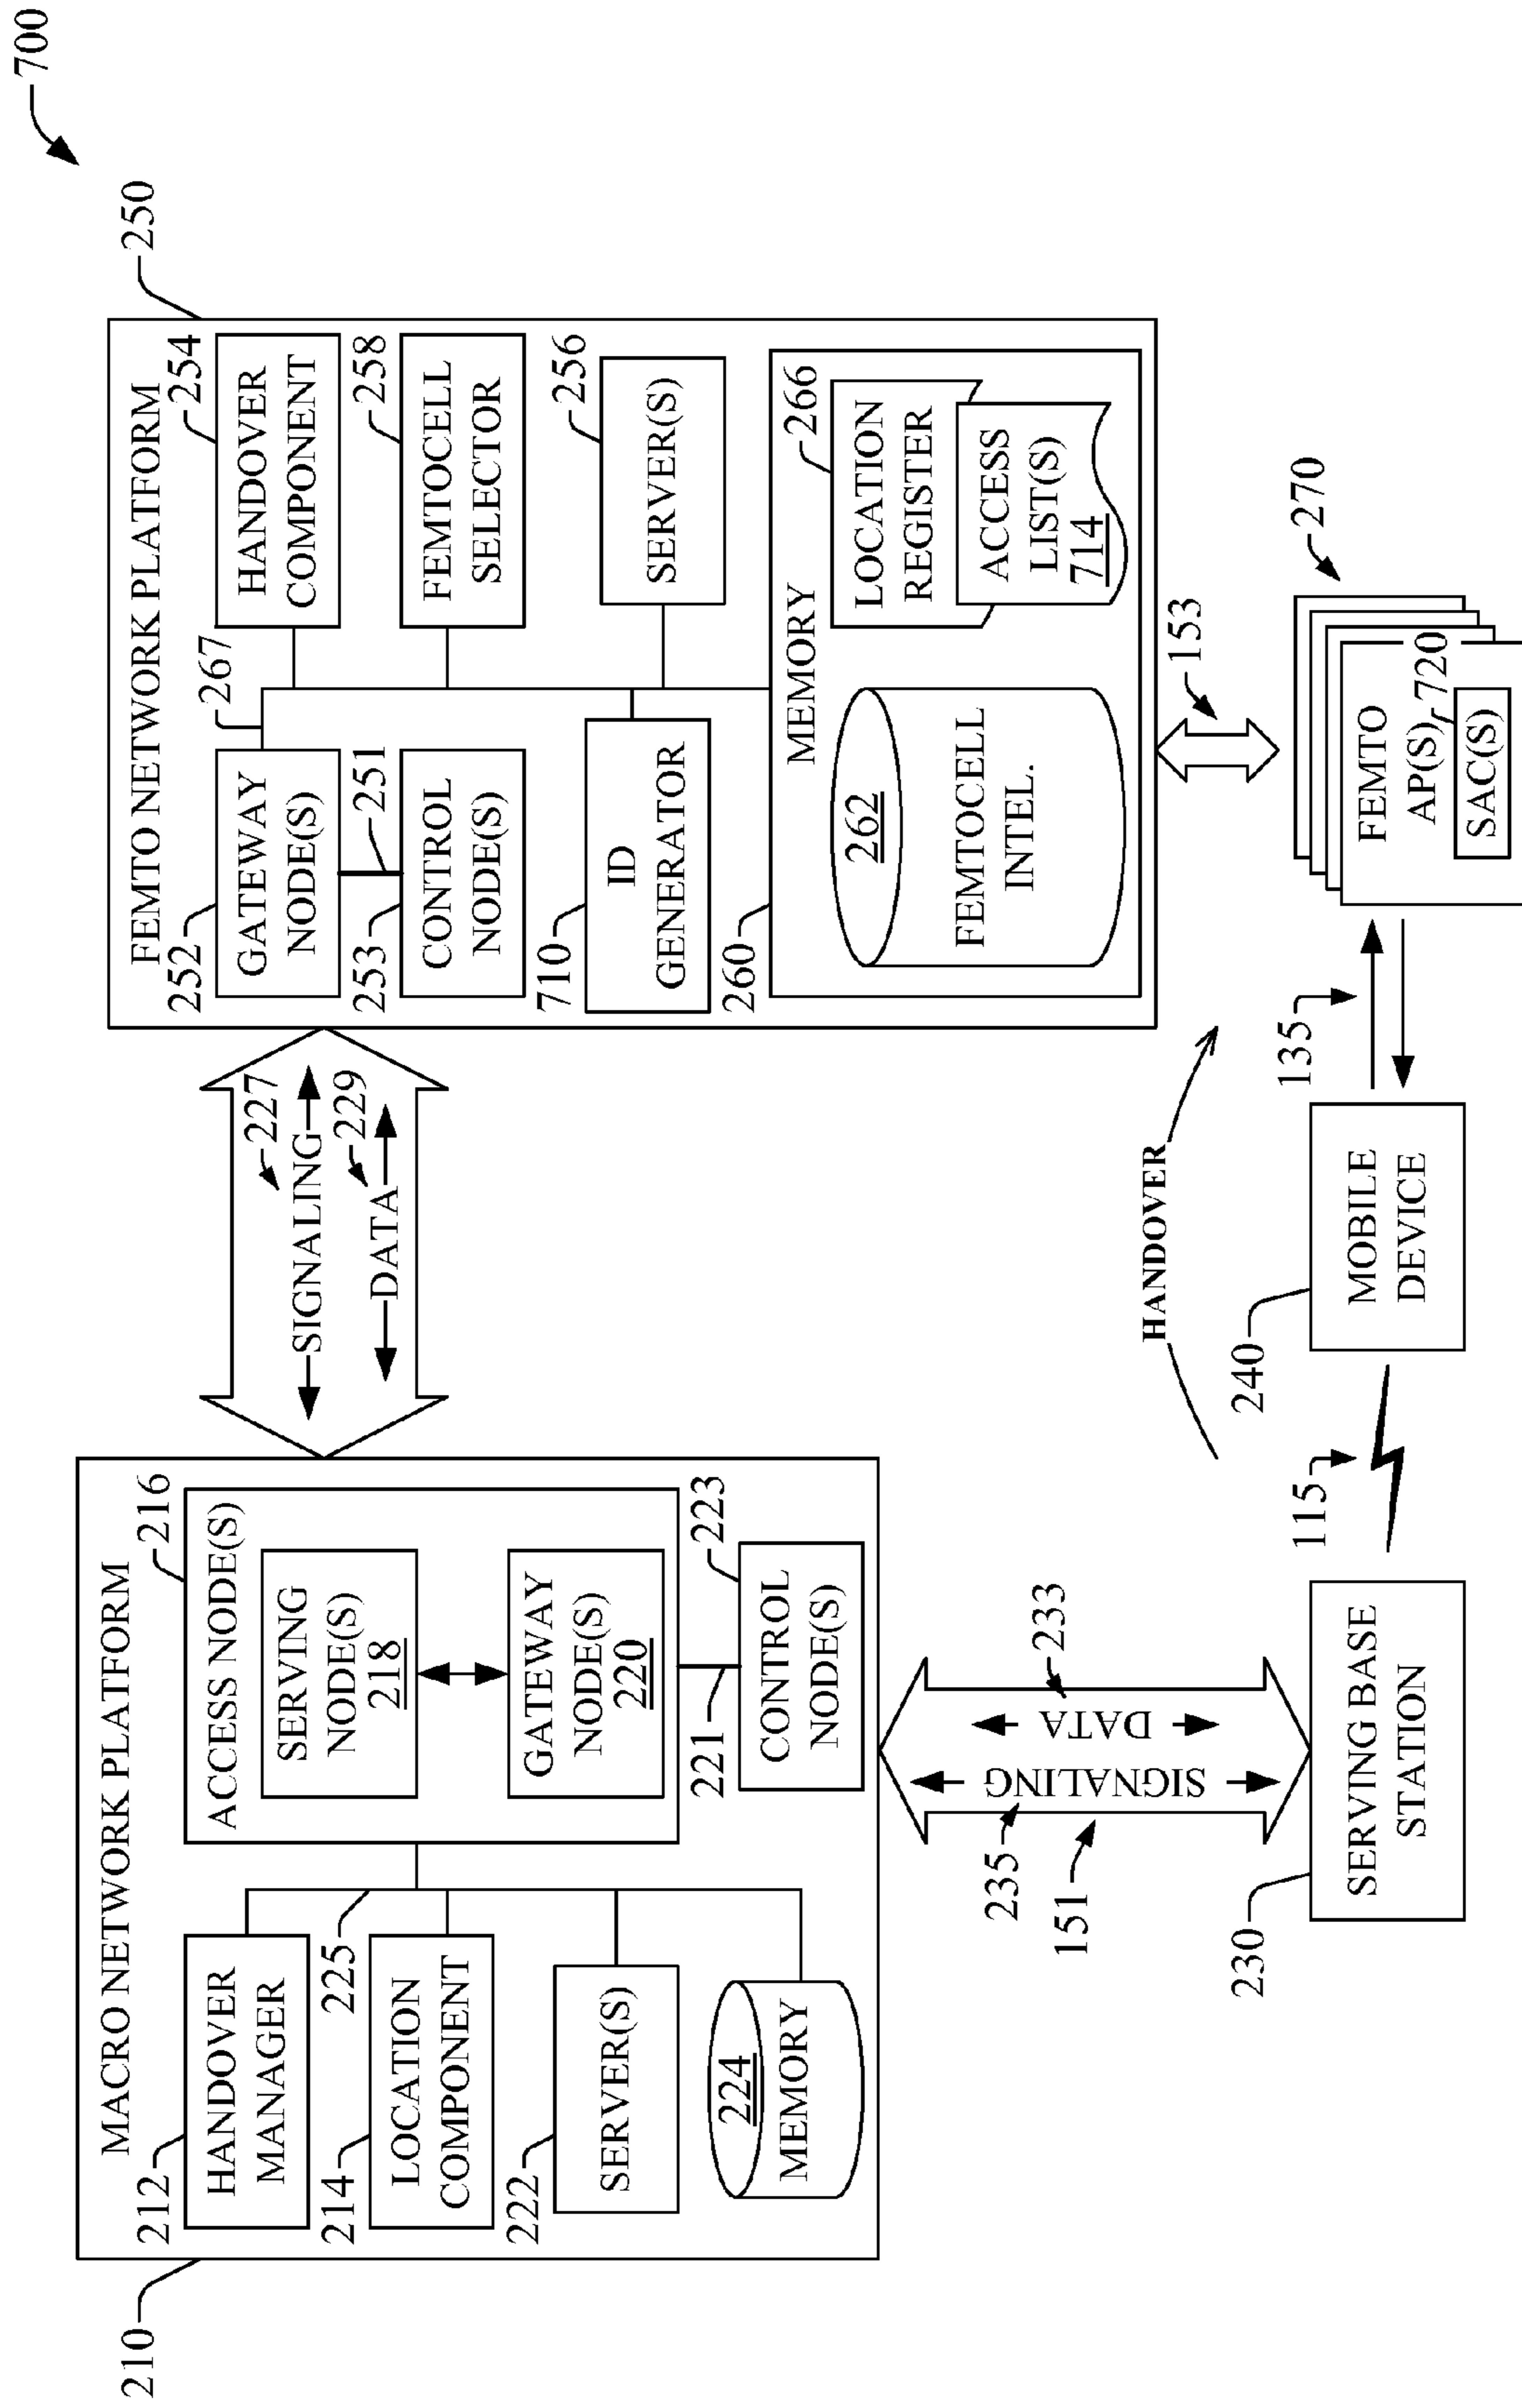 700
210
MACRO NETWORK PLATFORM
212
HANDOVER
MANAGER
214
LOCATION
COMPONENT
222
SERVER(S)
224
MEMORY
225
216
ACCESS NODE(S)
SERVING
NODE(S)
218
GATEWAY
NODE(S)
220
221
223
CONTROL
NODE(S)
227
SIGNALING
229
DATA
250
FEMTO NETWORK PLATFORM
252
GATEWAY
NODE(S)
267
254
HANDOVER
COMPONENT
251
253
CONTROL
NODE(S)
258
FEMTOCELL
SELECTOR
710
ID
GENERATOR
256
SERVER(S)
260
MEMORY
262
FEMTOCELL
INTEL.
266
LOCATION
REGISTER
ACCESS
LIST(S)
714
235
SIGNALING
151
DATA
233
HANDOVER
153
230
SERVING BASE
STATION
115
240
MOBILE
DEVICE
135
270
FEMTO
AP(S)
720
SAC(S)